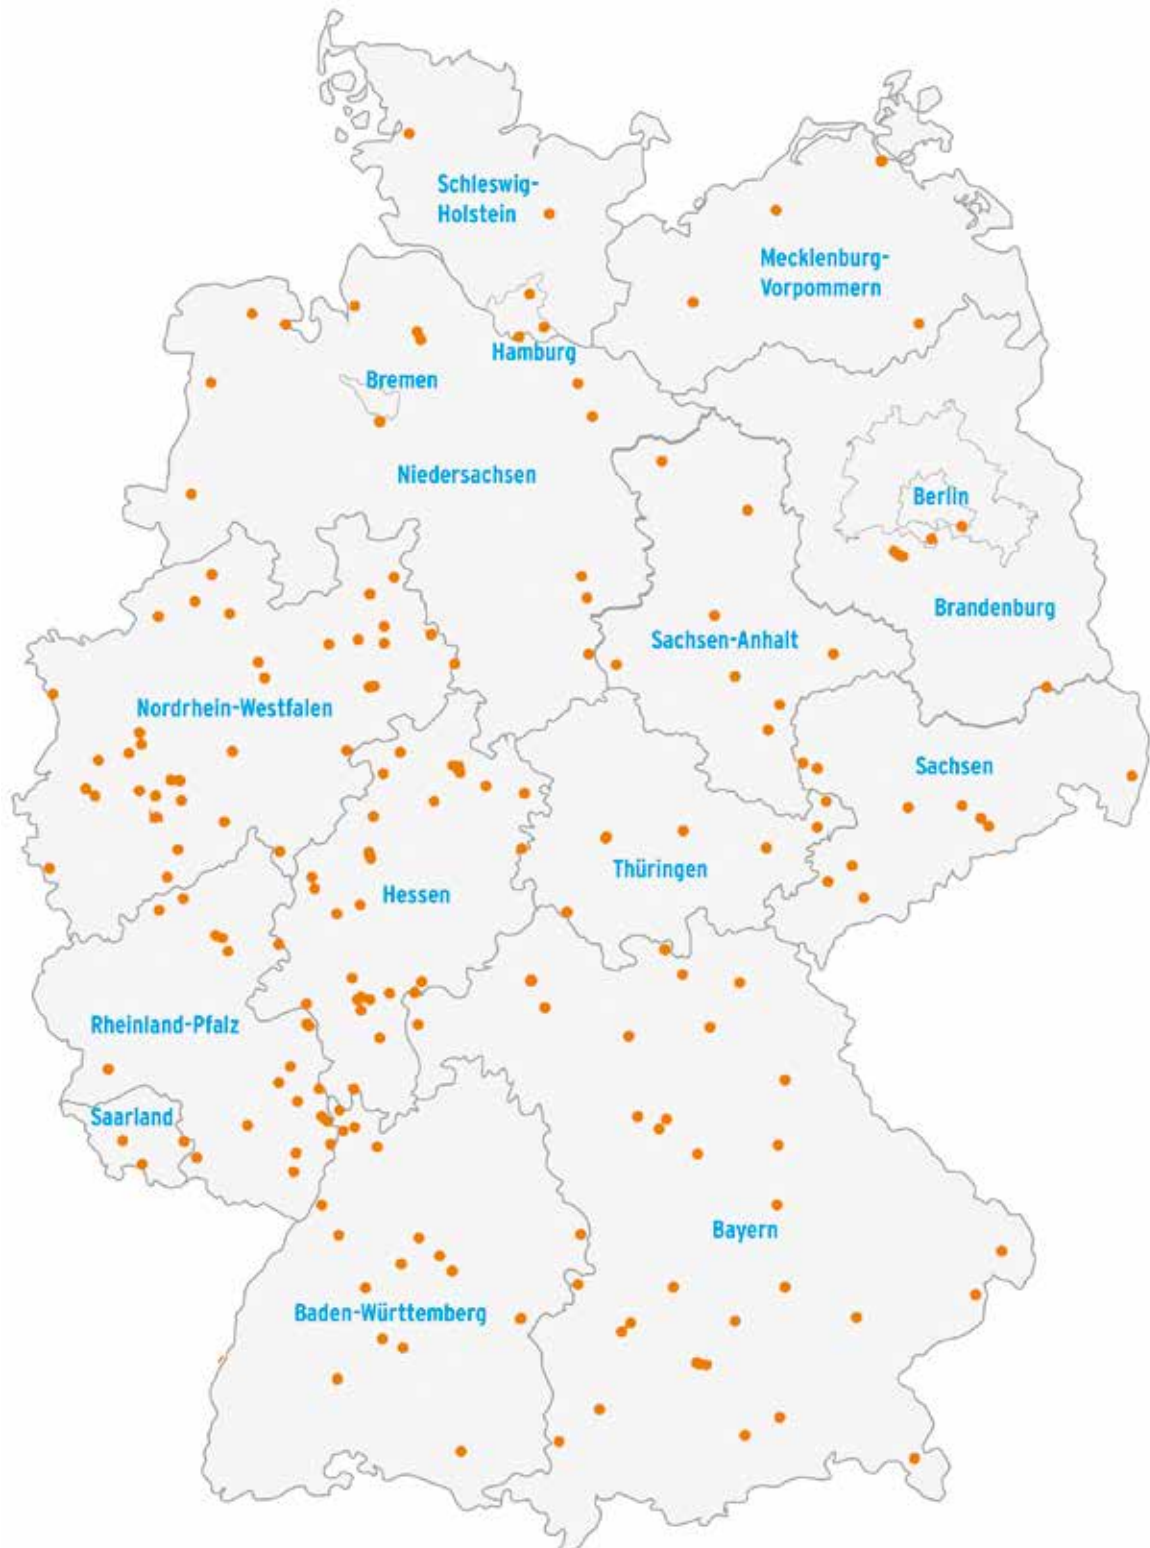 Schleswig-
Holstein
Mecklenburg-
Vorpommern
Hamburg
Bremen
Niedersachsen
Berlin
Brandenburg
Sachsen-Anhalt
Nordrhein-Westfalen
Sachsen
Thüringen
Hessen
Rheinland-Pfalz
Saarland
Bayern
Baden-Württemberg